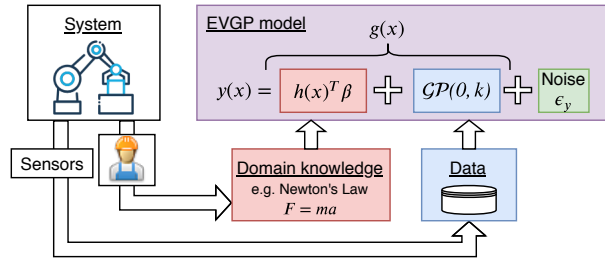 System
EVGP model
g(x)
y(x) = h(x)^T β + 𝒢𝒫(0, k) + Noise ϵ_y
Sensors
Domain knowledge
e.g. Newton's Law
F = ma
Data